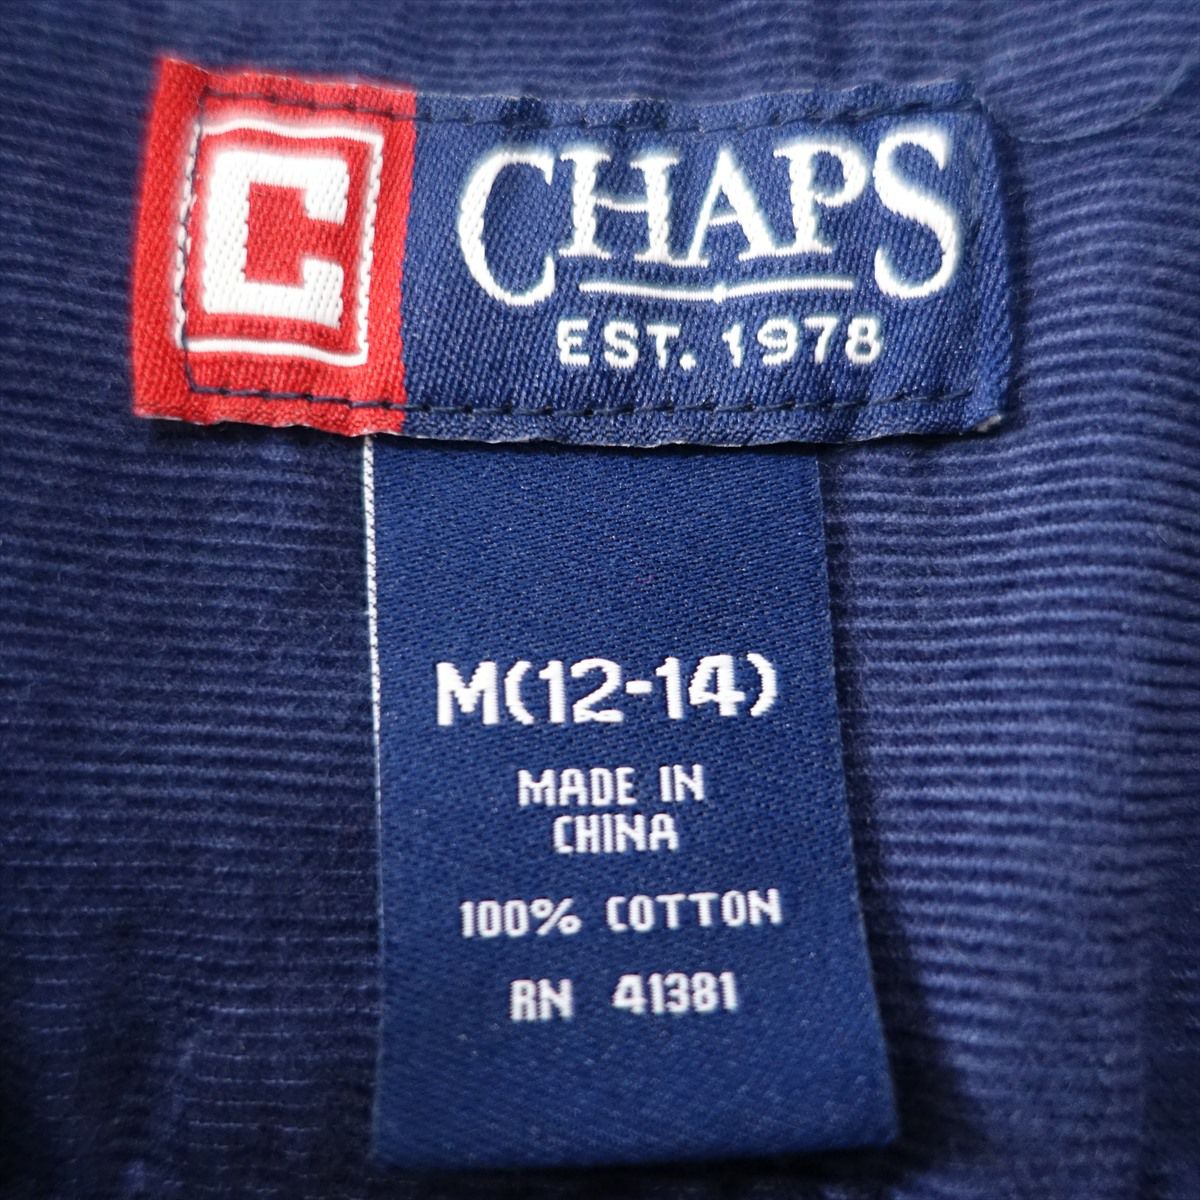 C CHAPS
EST. 1978
M(12-14)
MADE IN
CHINA
100% COTTON
RN 41381